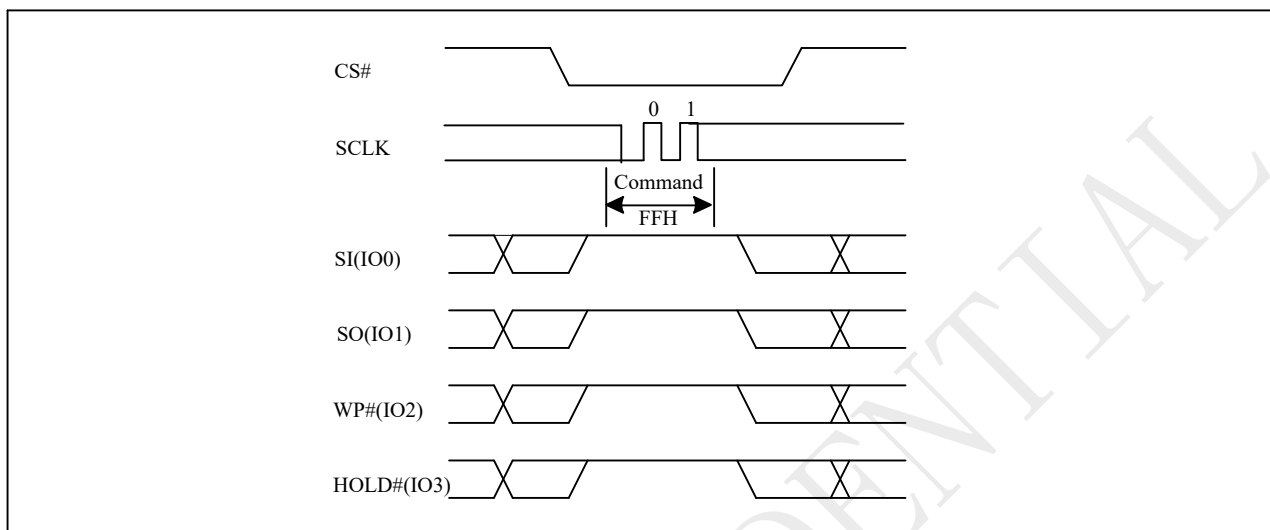 CS#
0 1
SCLK
Command
FFH
SI(IO0)
SO(IO1)
WP#(IO2)
HOLD#(IO3)